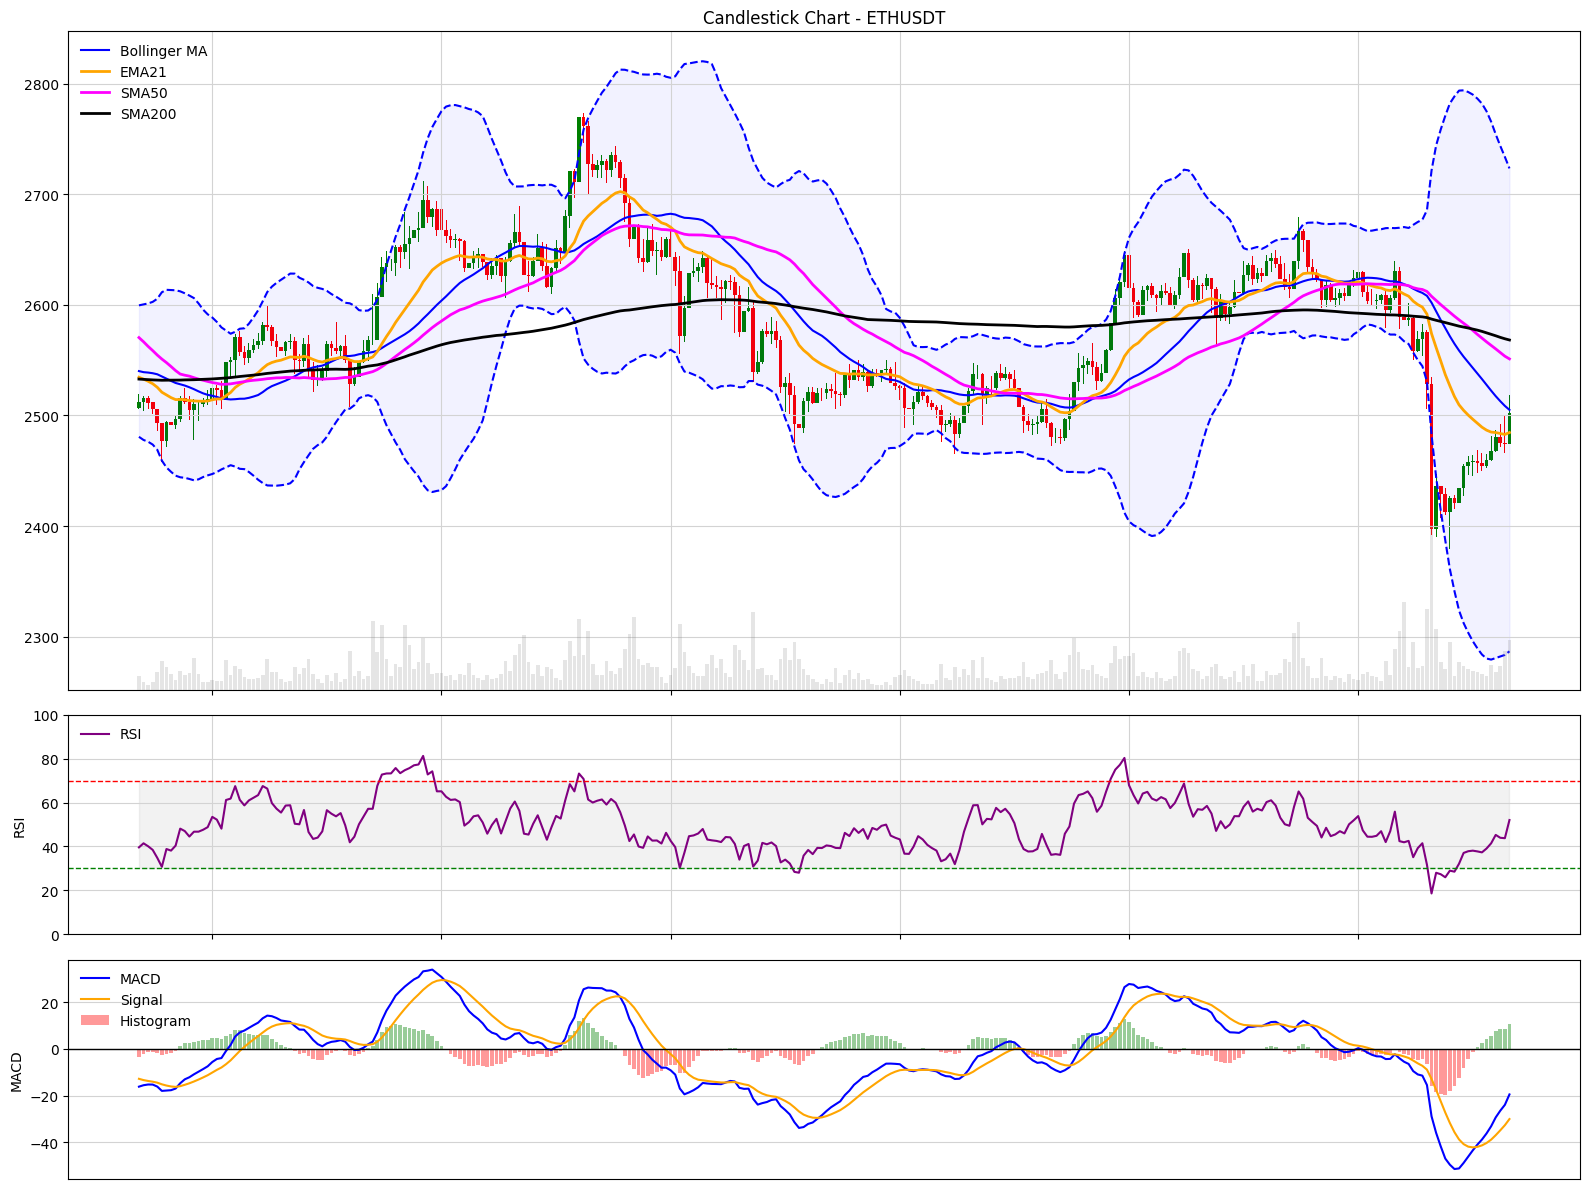 Candlestick Chart - ETHUSDT
Bollinger MA
EMA21
SMA50
SMA200
2800
2700
2600
2500
2400
2300
RSI
RSI
100
80
60
40
20
0
MACD
Signal
Histogram
MACD
20
0
−20
−40